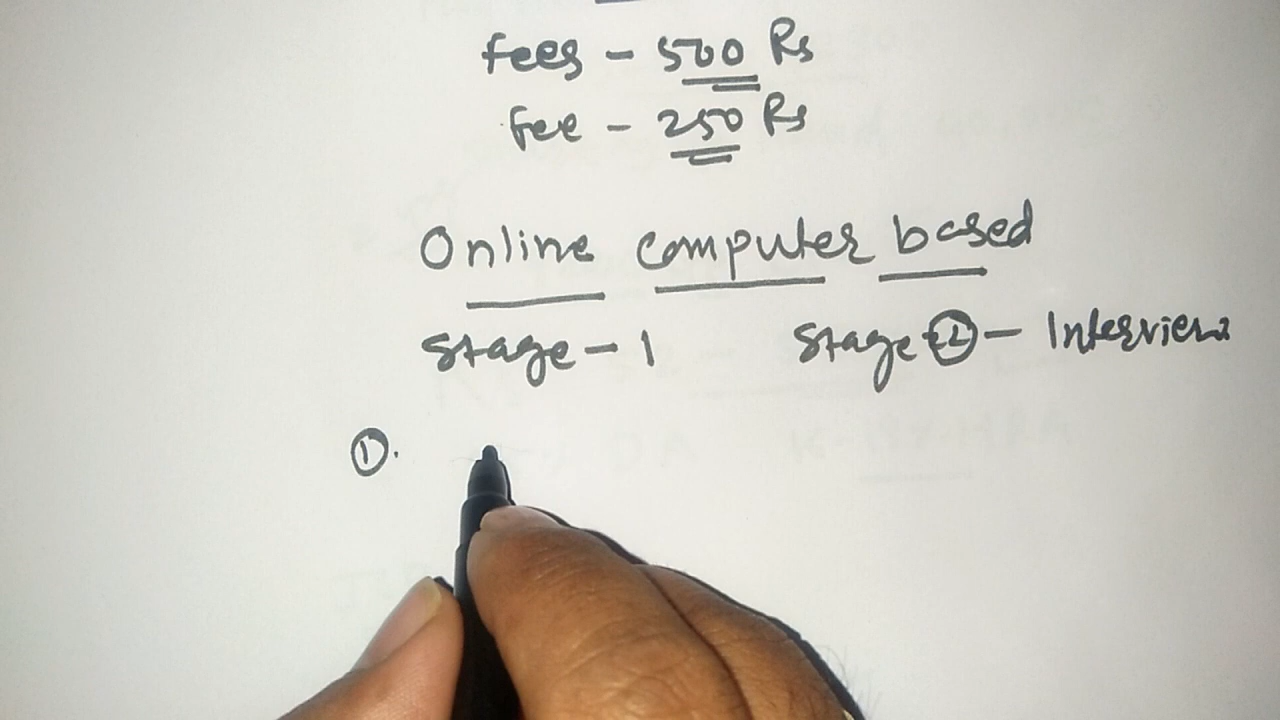 fees - 500 Rs
fee - 250 Rs
Online computer based
Stage - 1 Stage 2 - Interview
1.